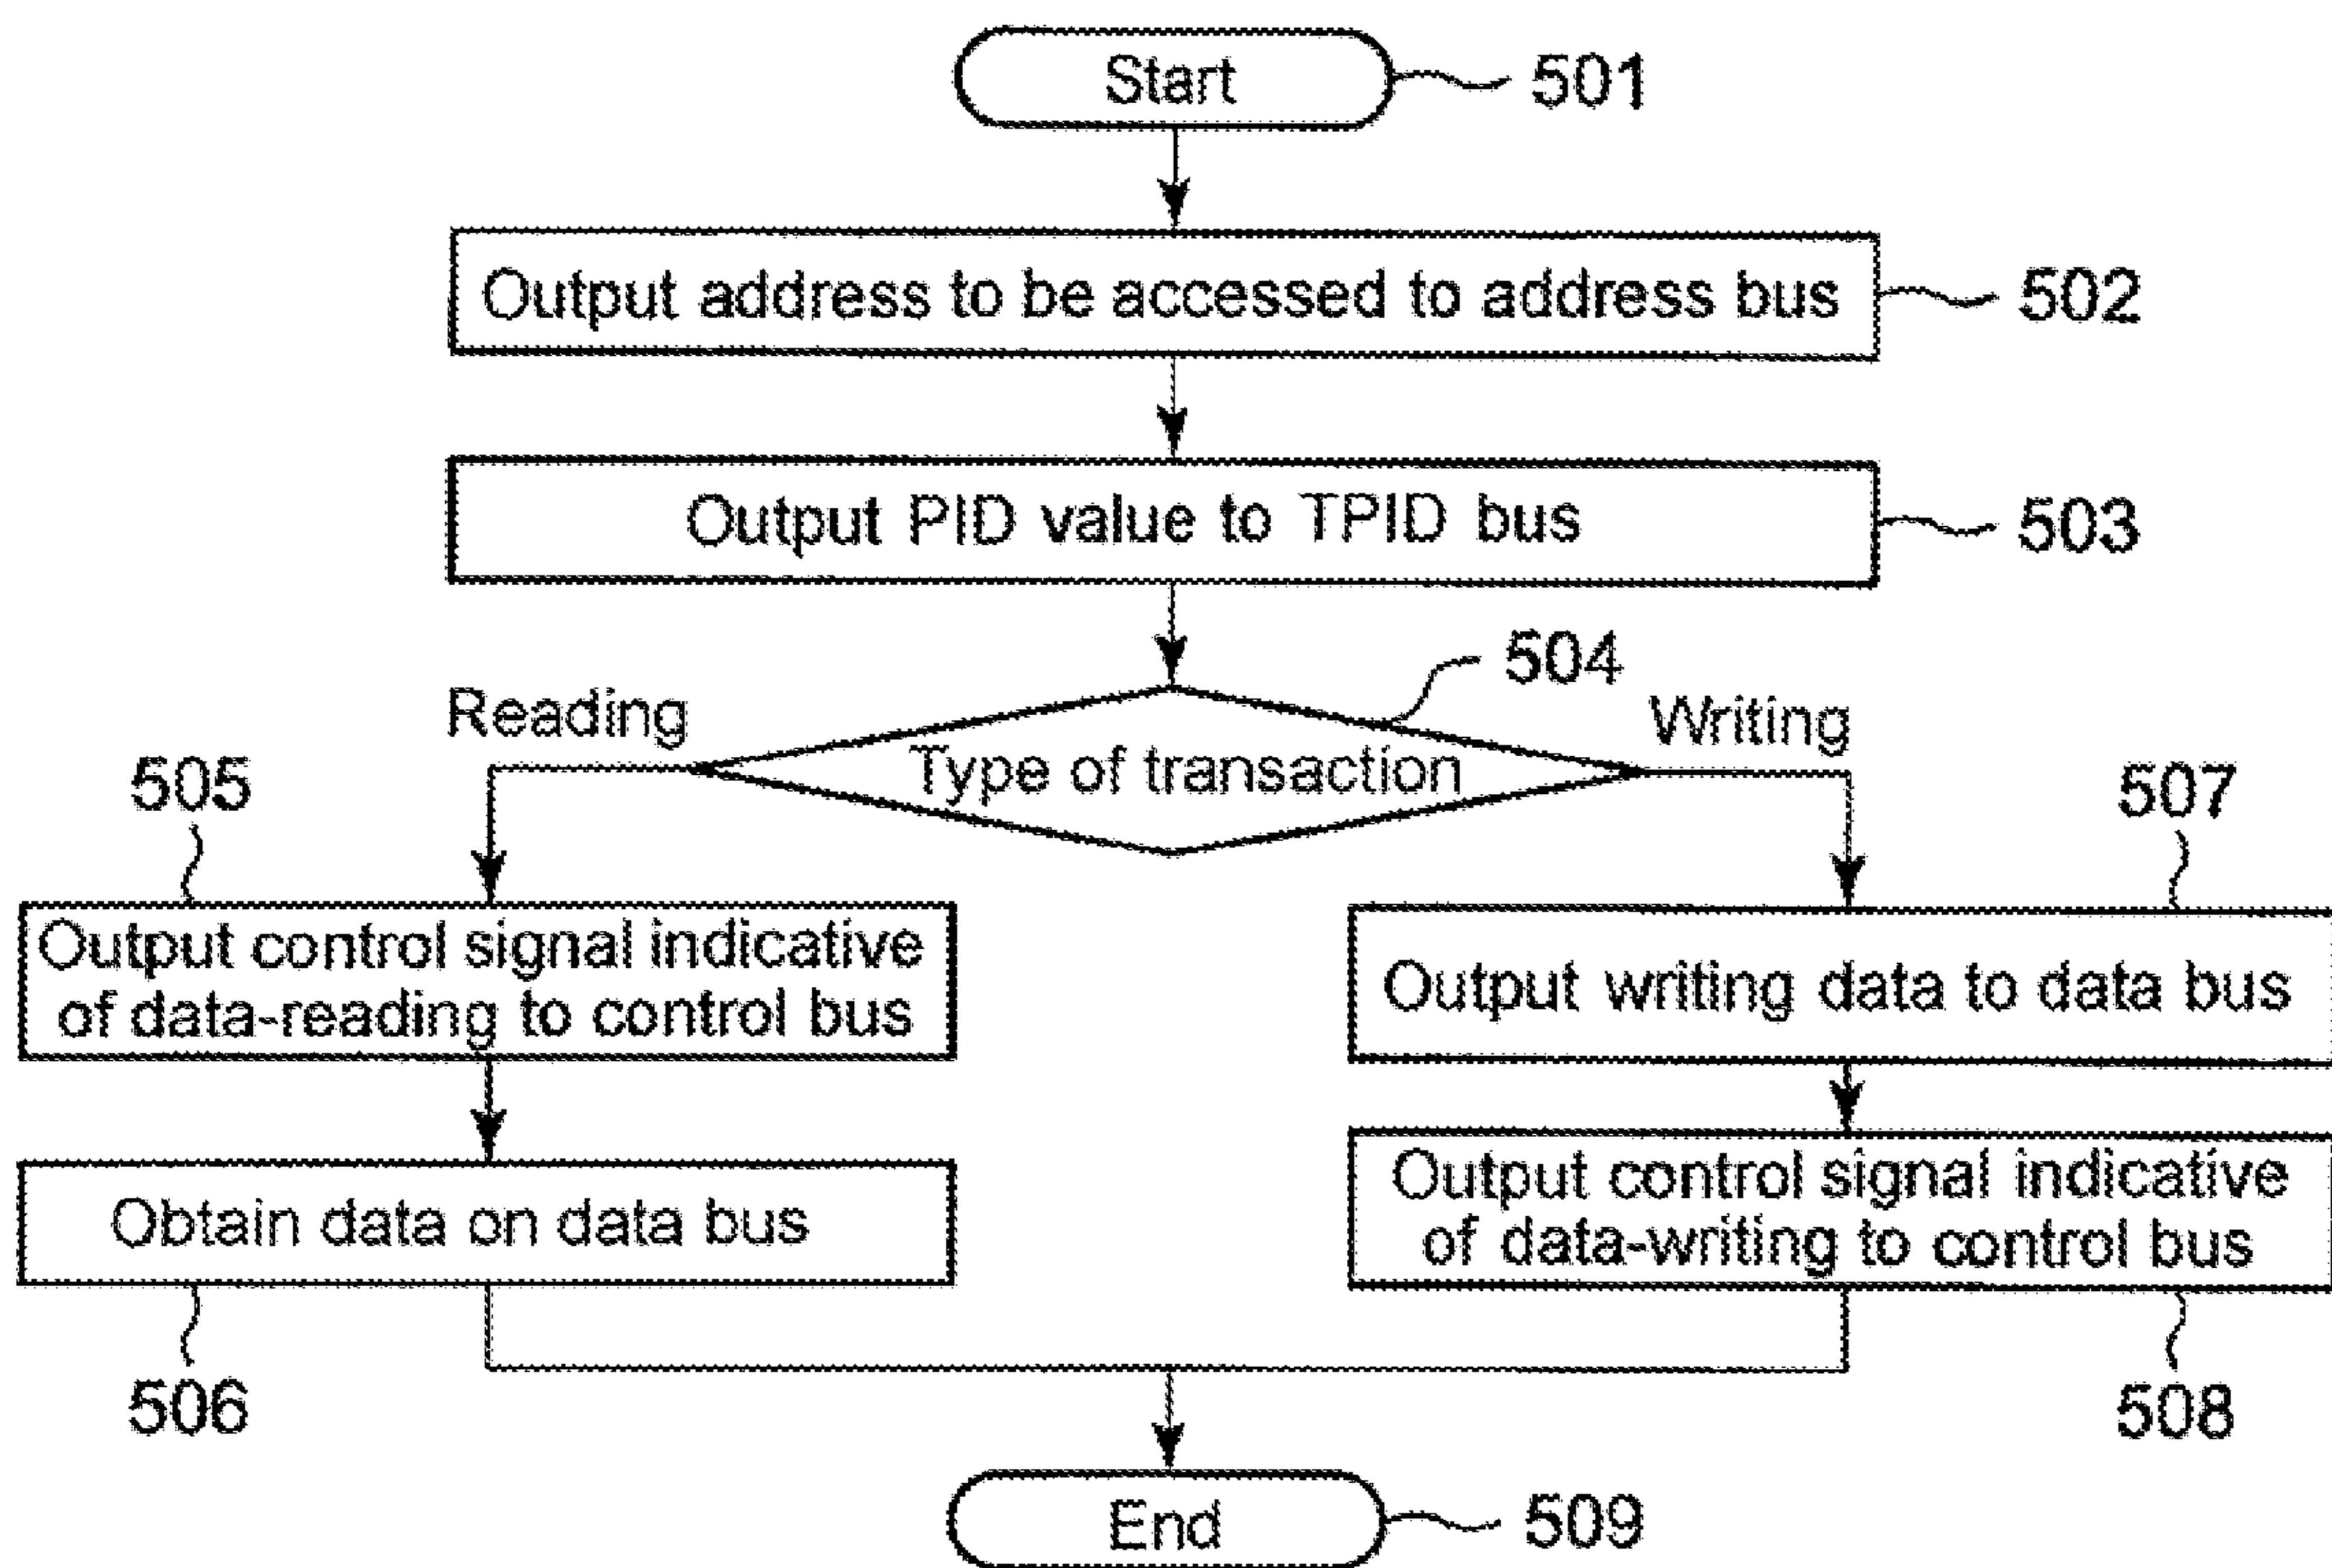 Start
501
Output address to be accessed to address bus
502
Output PID value to TPID bus
503
504
Reading
Type of transaction
Writing
505
507
Output control signal indicative
of data-reading to control bus
Output writing data to data bus
Obtain data on data bus
Output control signal indicative
of data-writing to control bus
506
508
End
509